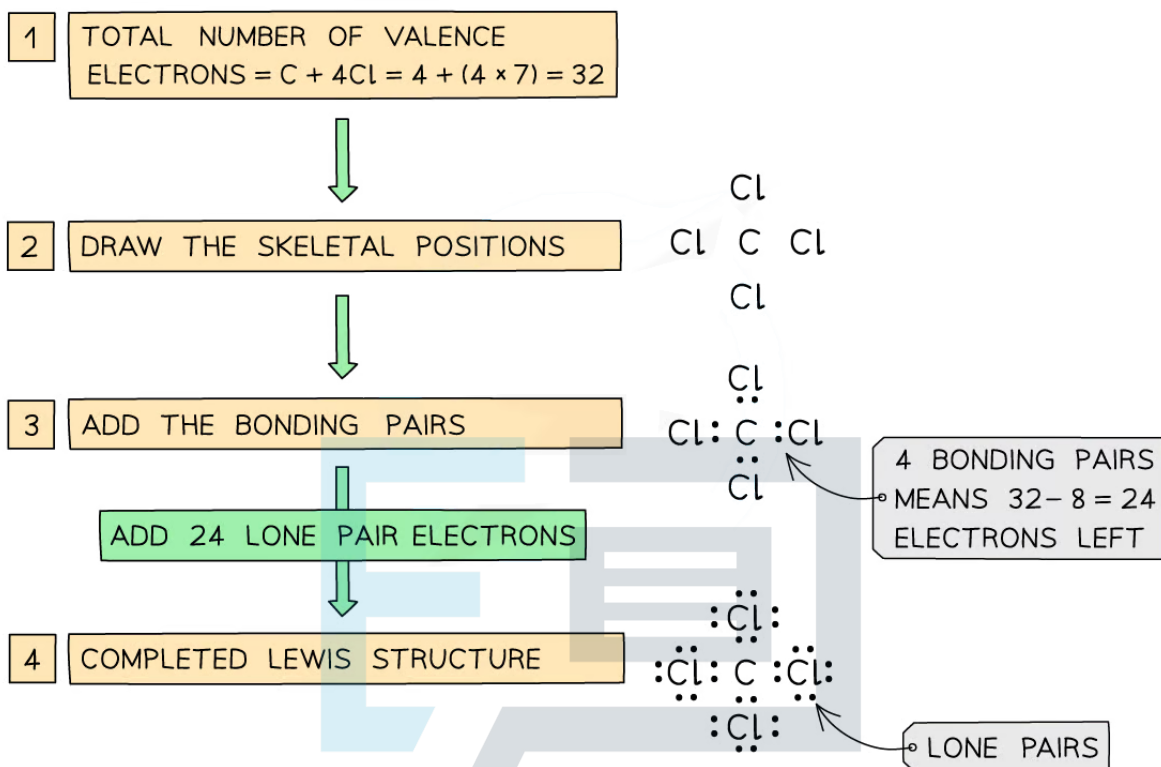 1
TOTAL NUMBER OF VALENCE
ELECTRONS = C + 4Cl = 4 + (4 × 7) = 32
Cl
2
DRAW THE SKELETAL POSITIONS
Cl C Cl
Cl
Cl
3
ADD THE BONDING PAIRS
Cl : C : Cl
Cl
4 BONDING PAIRS
MEANS 32 – 8 = 24
ELECTRONS LEFT
ADD 24 LONE PAIR ELECTRONS
:Cl:
4
COMPLETED LEWIS STRUCTURE
:Cl: C :Cl:
:Cl:
LONE PAIRS